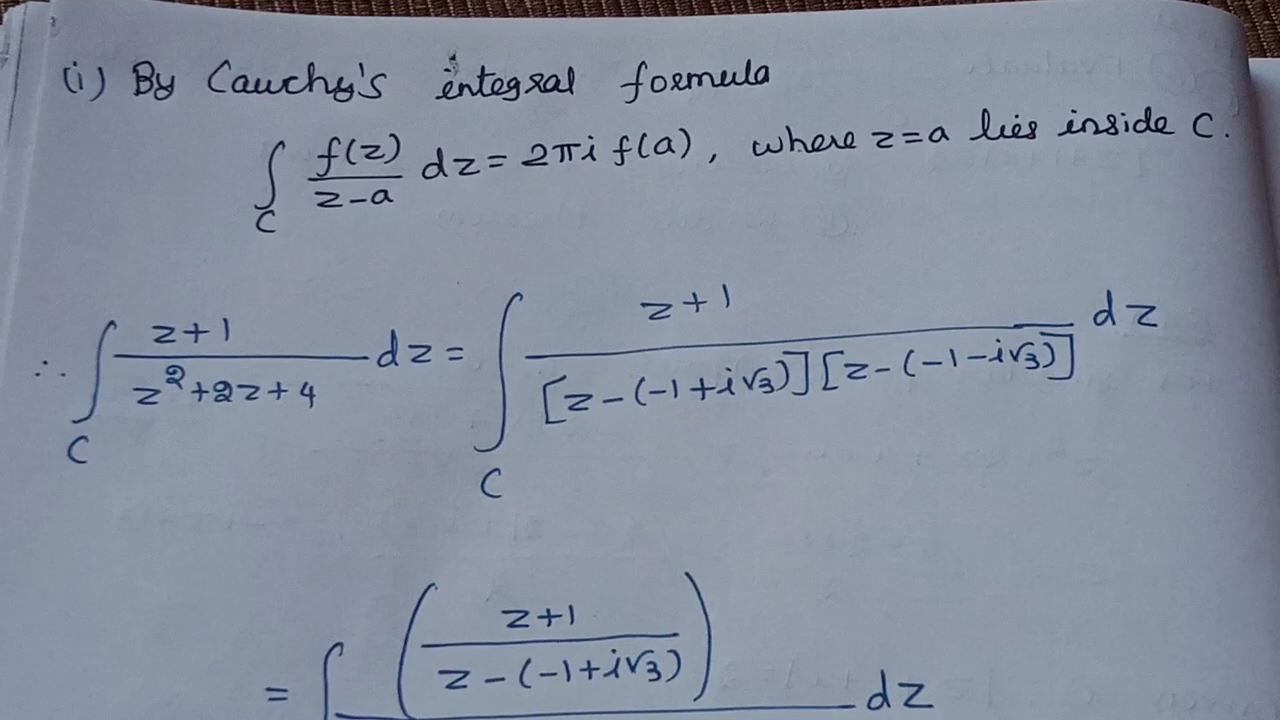 (i) By Cauchy's integral formula
∫_C f(z)/(z-a) dz = 2πi f(a), where z=a lies inside C.
∴ ∫_C (z+1)/(z²+2z+4) dz = ∫_C (z+1)/([z-(-1+i√3)][z-(-1-i√3)]) dz
= ∫ ((z+1)/(z-(-1+i√3))) dz